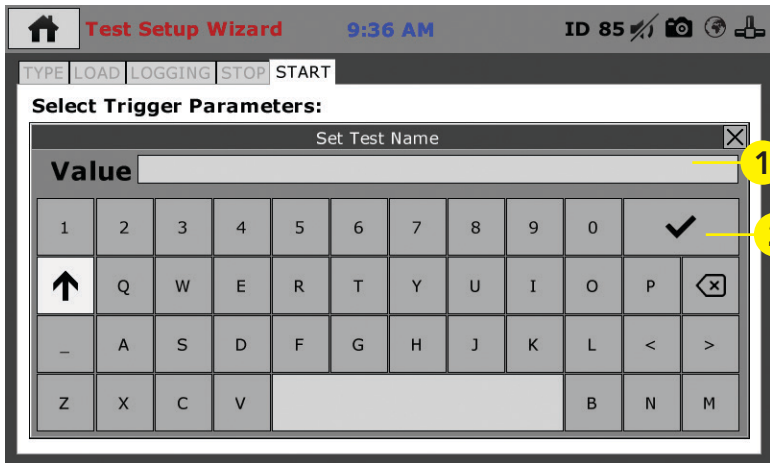 Test Setup Wizard 9:36 AM ID 85
TYPE LOAD LOGGING STOP START
Select Trigger Parameters:
Set Test Name
Value
1
1 2 3 4 5 6 7 8 9 0
Q W E R T Y U I O P
_ A S D F G H J K L < >
Z X C V B N M